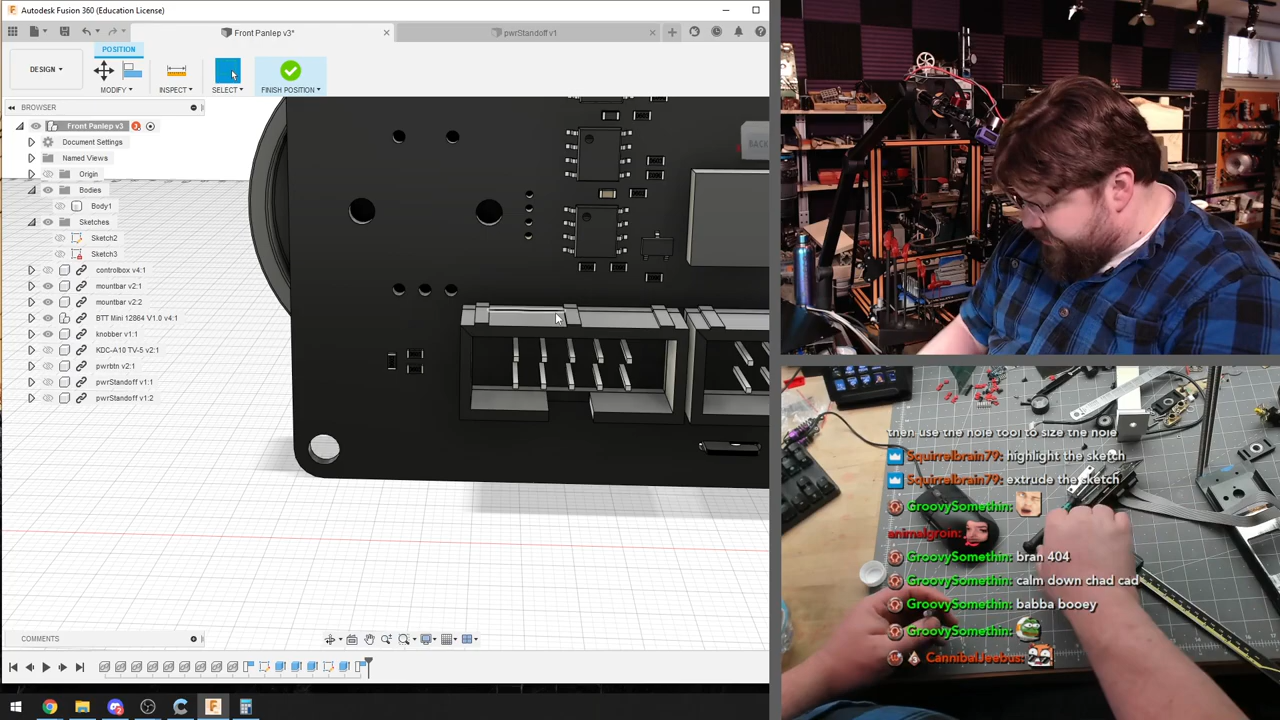 Autodesk Fusion 360 (Education License)
Front Panlep v3*
pwrStandoff v1
POSITION
DESIGN
MODIFY
INSPECT
SELECT
FINISH POSITION
BROWSER
Front Panlep v3
Document Settings
Named Views
Origin
Bodies
Body1
Sketches
Sketch2
Sketch3
controlbox v4:1
mountbar v2:1
mountbar v2:2
BTT Mini 12864 V1.0 v4:1
knobber v1:1
KDC-A10 TV-5 v2:1
pwrbtn v2:1
pwrStandoff v1:1
pwrStandoff v1:2
BACK
COMMENTS
then use the hole tool to size the hole
Squirrelbrain79: highlight the sketch
Squirrelbrain79: extrude the sketch
GroovySomethin:
animalgroin:
GroovySomethin: bran 404
GroovySomethin: calm down chad cad
GroovySomethin: babba booey
GroovySomethin:
CannibalJeebus: